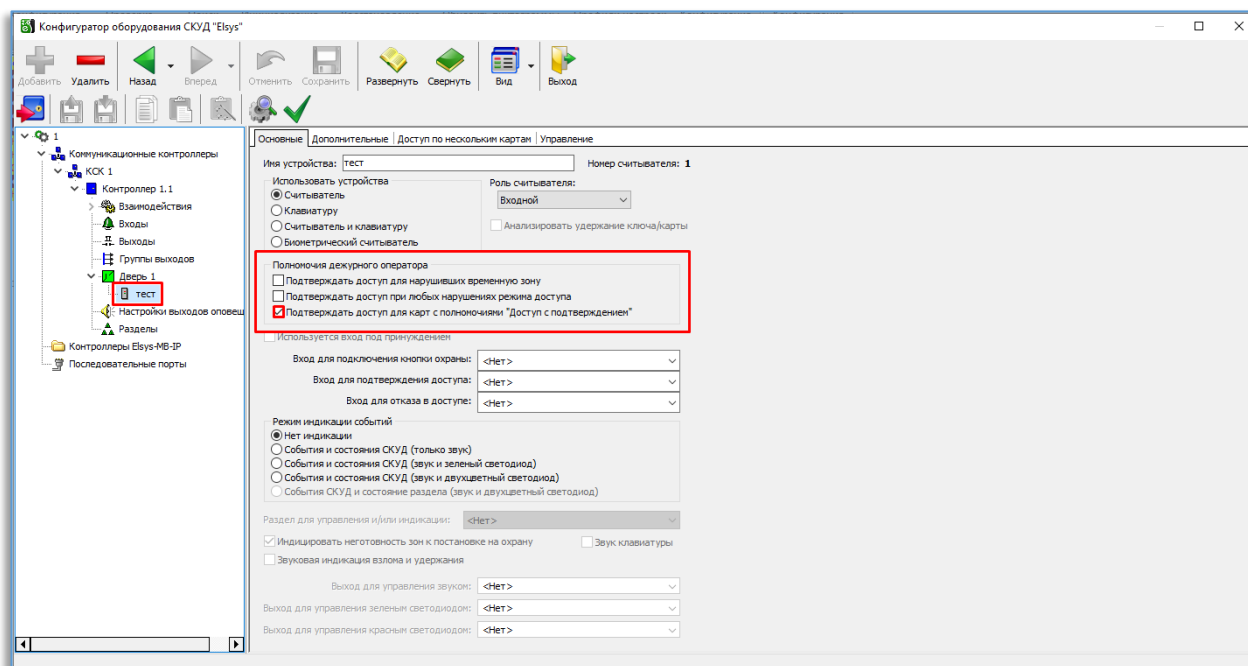 Конфигуратор оборудования СКУД "Elsys"
Добавить Удалить Назад Вперед Отменить Сохранить Развернуть Свернуть Вид Выход
1
Коммуникационные контроллеры
КСК 1
Контроллер 1.1
Взаимодействия
Входы
Выходы
Группы выходов
Дверь 1
тест
Настройки выходов оповещ
Разделы
Контроллеры Elsys-MB-IP
Последовательные порты
Основные Дополнительные Доступ по нескольким картам Управление
Имя устройства: тест Номер считывателя: 1
Использовать устройства
Считыватель
Клавиатуру
Считыватель и клавиатуру
Биометрический считыватель
Роль считывателя:
Входной
Анализировать удержание ключа/карты
Полномочия дежурного оператора
Подтверждать доступ для нарушивших временную зону
Подтверждать доступ при любых нарушениях режима доступа
Подтверждать доступ для карт с полномочиями "Доступ с подтверждением"
Используется вход под принуждением
Вход для подключения кнопки охраны: <Нет>
Вход для подтверждения доступа: <Нет>
Вход для отказа в доступе: <Нет>
Режим индикации событий
Нет индикации
События и состояния СКУД (только звук)
События и состояния СКУД (звук и зеленый светодиод)
События и состояния СКУД (звук и двухцветный светодиод)
События СКУД и состояние раздела (звук и двухцветный светодиод)
Раздел для управления и/или индикации: <Нет>
Индицировать неготовность зон к постановке на охрану Звук клавиатуры
Звуковая индикация взлома и удержания
Выход для управления звуком: <Нет>
Выход для управления зеленым светодиодом: <Нет>
Выход для управления красным светодиодом: <Нет>